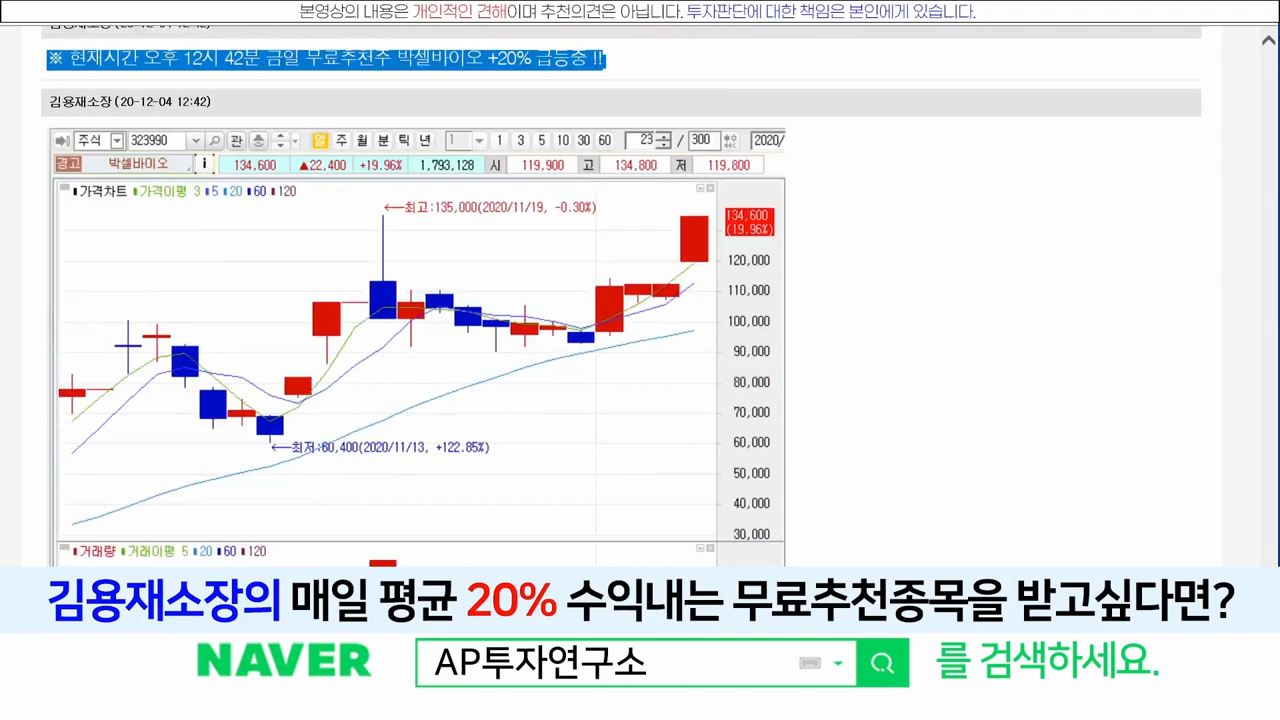 본영상의 내용은 개인적인 견해이며 추천의견은 아닙니다. 투자판단에 대한 책임은 본인에게 있습니다.
※ 현재시간 오후 12시 42분 금일 무료추천주 박셀바이오 +20% 급등중 !!
김용재소장 (20-12-04 12:42)
주식 323990 관 일 주 월 분 틱 년 1 1 3 5 10 30 60 23 / 300 2020/
경고 박셀바이오 i 134,600 ▲22,400 +19.96% 1,793,128 시 119,900 고 134,800 저 119,800
가격차트 가격이평 3 5 20 60 120
←최고:135,000(2020/11/19, -0.30%)
134,600
(19.96%)
120,000
110,000
100,000
90,000
80,000
70,000
60,000
←최저:60,400(2020/11/13, +122.85%)
50,000
40,000
30,000
거래량 거래이평 5 20 60 120
김용재소장의 매일 평균 20% 수익내는 무료추천종목을 받고싶다면?
NAVER AP투자연구소 를 검색하세요.